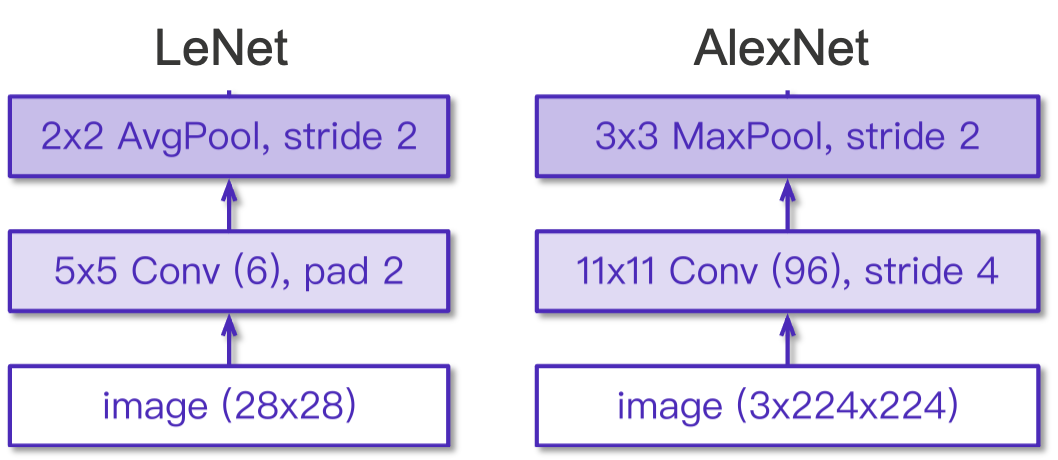 LeNet
2x2 AvgPool, stride 2
5x5 Conv (6), pad 2
image (28x28)
AlexNet
3x3 MaxPool, stride 2
11x11 Conv (96), stride 4
image (3x224x224)